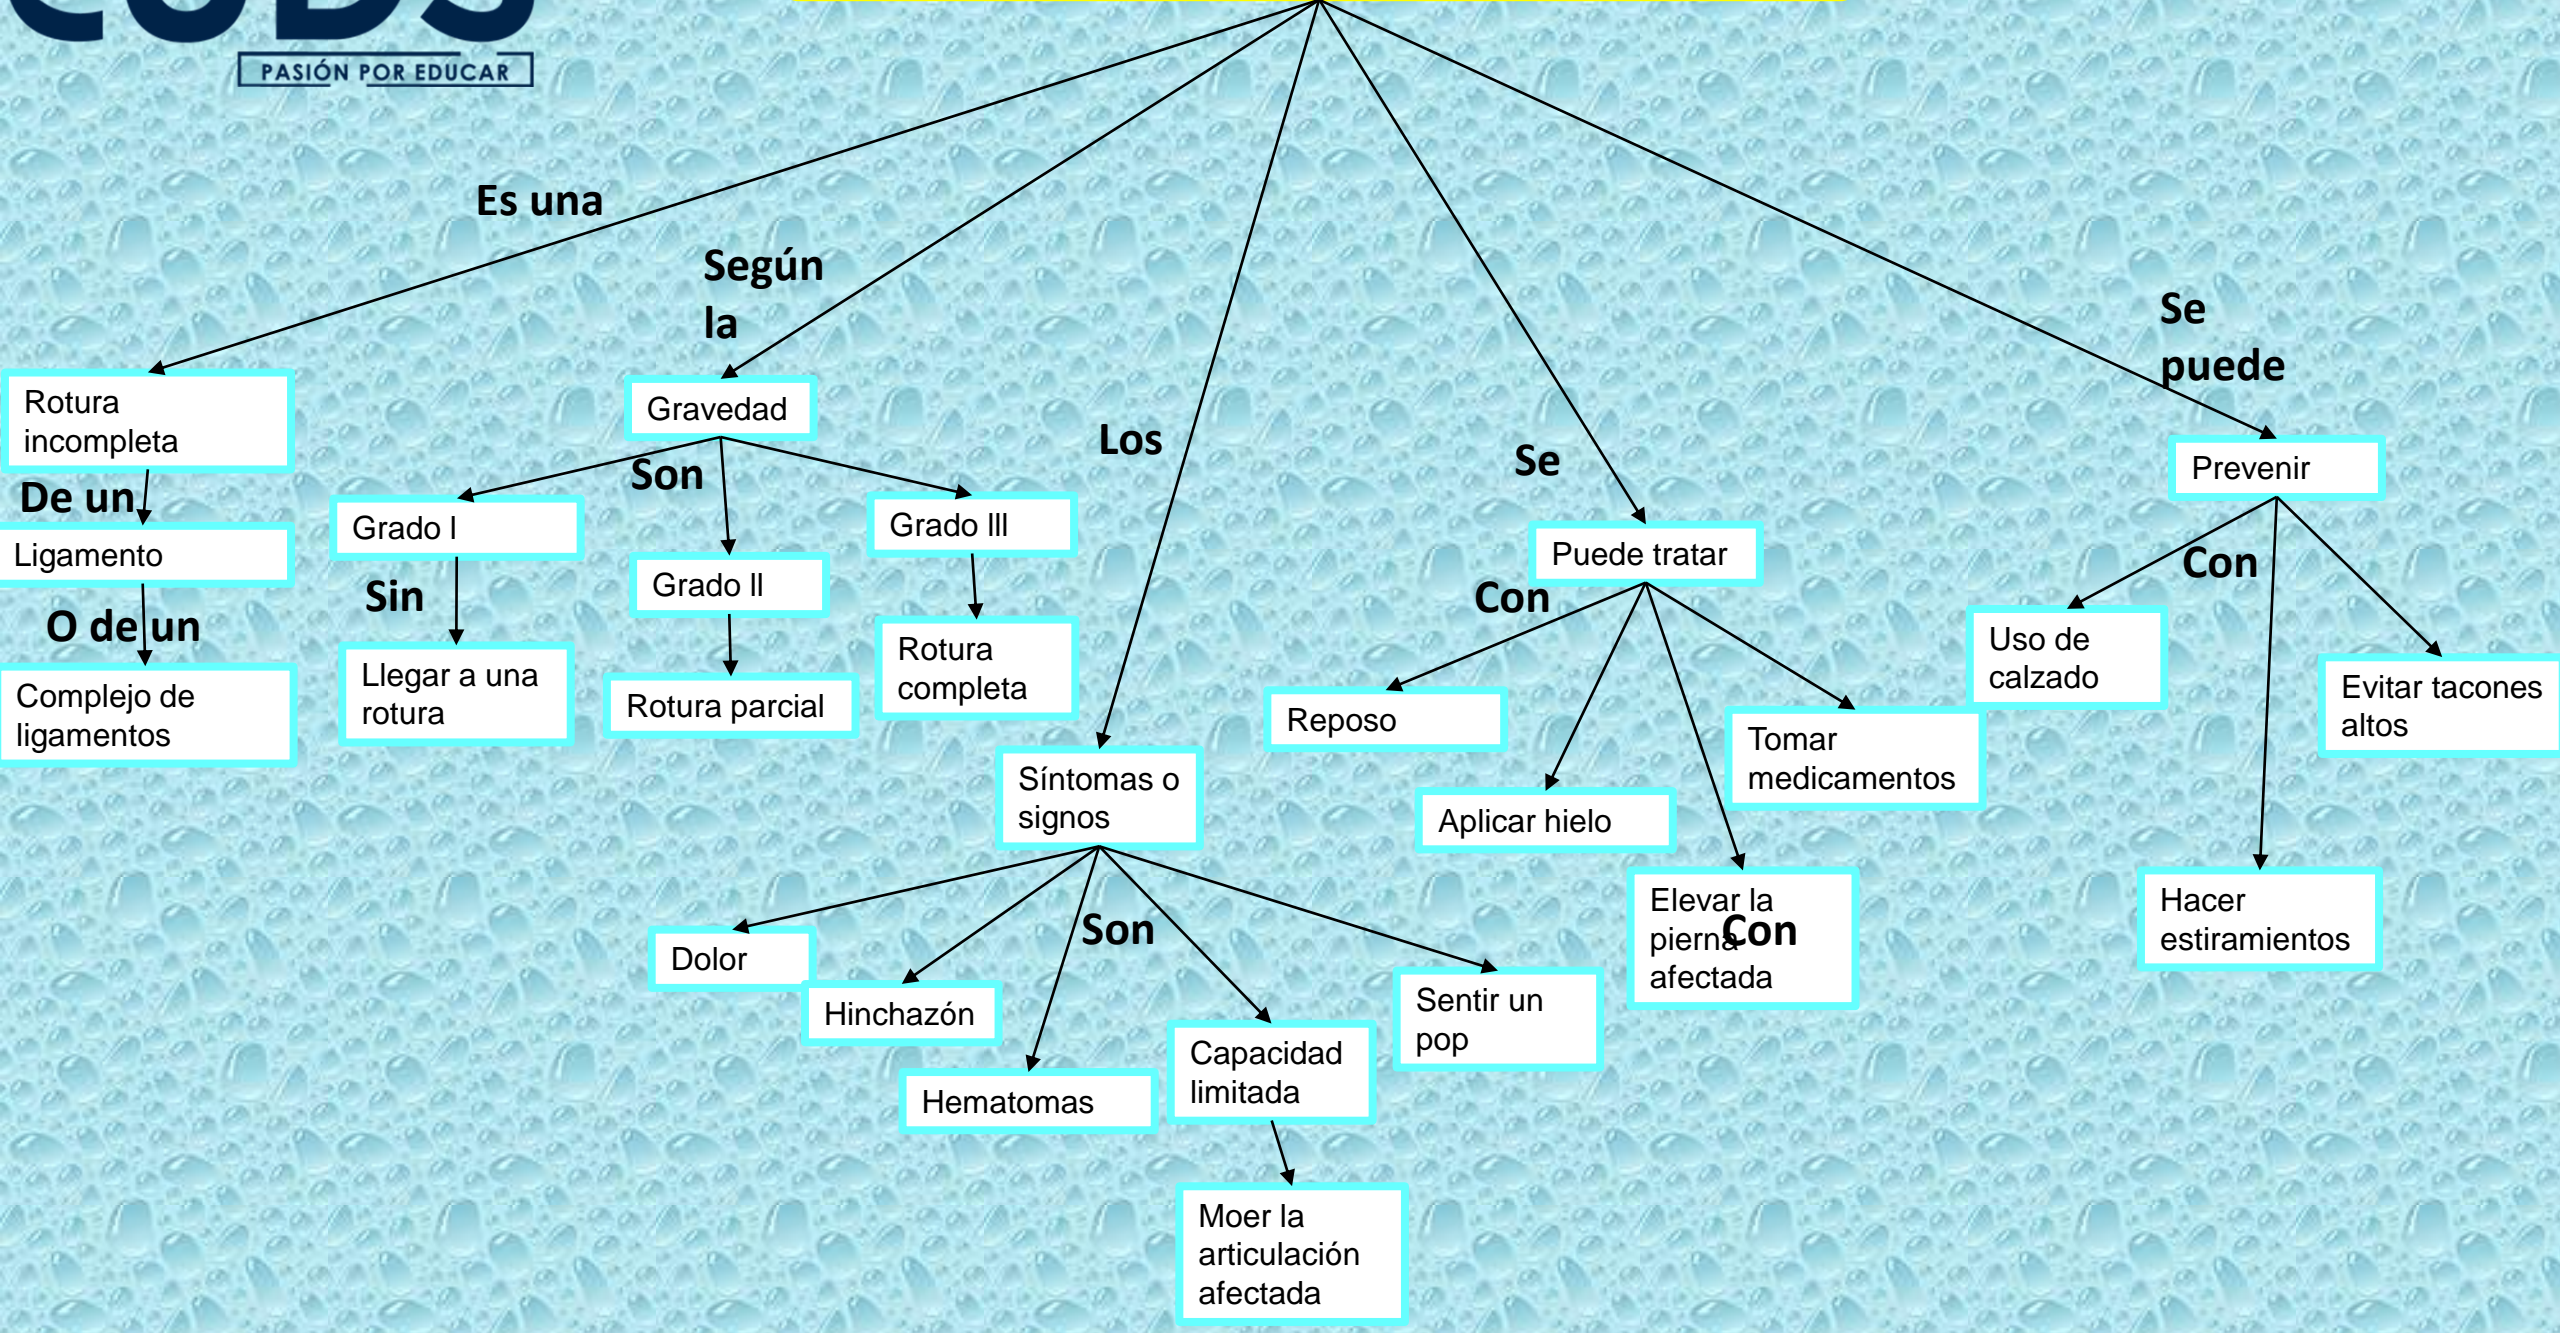 PASIÓN POR EDUCAR
Es una
Según
la
Se
puede
Rotura
incompleta
Gravedad
Los
Se
Prevenir
De un
Son
Grado I
Grado III
Ligamento
Grado II
Puede tratar
Con
Sin
Con
O de un
Uso de
calzado
Llegar a una
rotura
Rotura parcial
Rotura
completa
Complejo de
ligamentos
Reposo
Tomar
medicamentos
Evitar tacones
altos
Síntomas o
signos
Aplicar hielo
Elevar la
pierna
afectada
Con
Hacer
estiramientos
Son
Dolor
Hinchazón
Hematomas
Capacidad
limitada
Sentir un
pop
Moer la
articulación
afectada